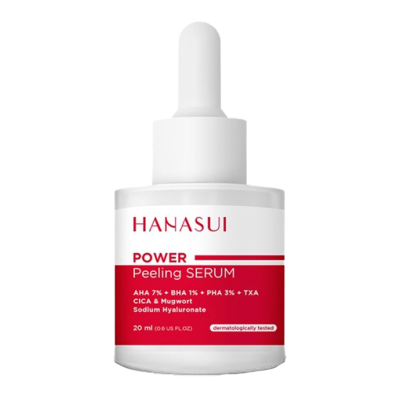 HANASUI
POWER
Peeling SERUM
AHA 7% + BHA 1% + PHA 3% + TXA
CICA & Mugwort
Sodium Hyaluronate
20 ml (0.6 US FL.OZ)
dermatologically tested